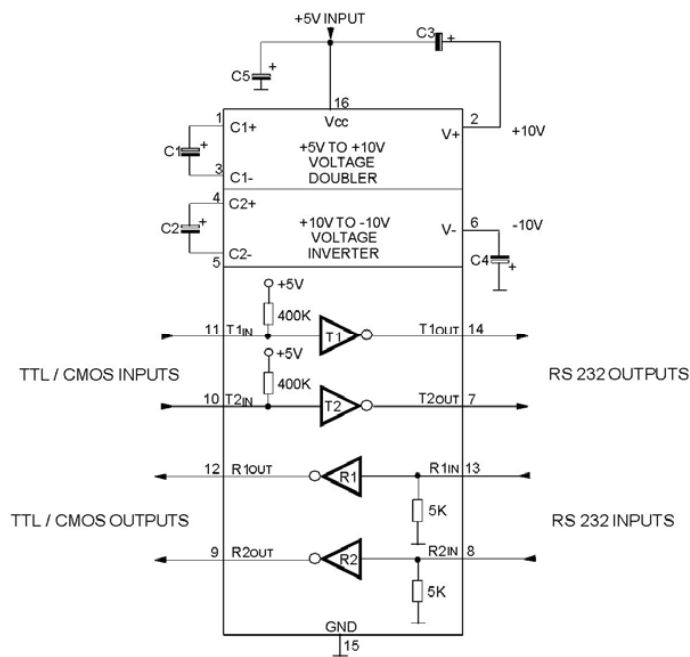 +5V INPUT
C3
+
C5
+
16
1
C1+
Vcc
V+
2
+10V
C1
+
+5V TO +10V
VOLTAGE
DOUBLER
3
C1-
4
C2+
C2
+
+10V TO -10V
VOLTAGE
INVERTER
V-
6
-10V
C2-
5
C4
+
+5V
400K
11
T1IN
T1
T1OUT
14
+5V
400K
TTL / CMOS INPUTS
RS 232 OUTPUTS
10
T2IN
T2
T2OUT
7
12
R1OUT
R1
R1IN
13
5K
TTL / CMOS OUTPUTS
RS 232 INPUTS
9
R2OUT
R2
R2IN
8
5K
GND
15